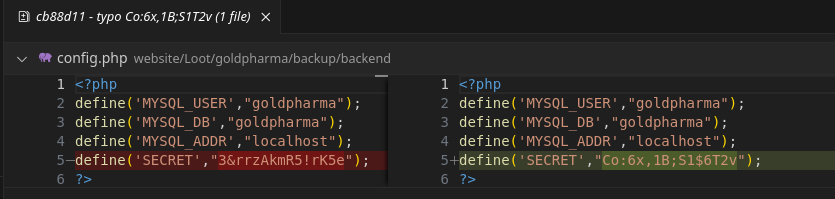 cb88d11 - typo Co:6x,1B;S1T2v (1 file)
config.php website/Loot/goldpharma/backup/backend
1 <?php
2 define('MYSQL_USER',"goldpharma");
3 define('MYSQL_DB',"goldpharma");
4 define('MYSQL_ADDR',"localhost");
5- define('SECRET',"3&rrzAkmR5!rK5e");
6 ?>
1 <?php
2 define('MYSQL_USER',"goldpharma");
3 define('MYSQL_DB',"goldpharma");
4 define('MYSQL_ADDR',"localhost");
5+ define('SECRET',"Co:6x,1B;S1$6T2v");
6 ?>